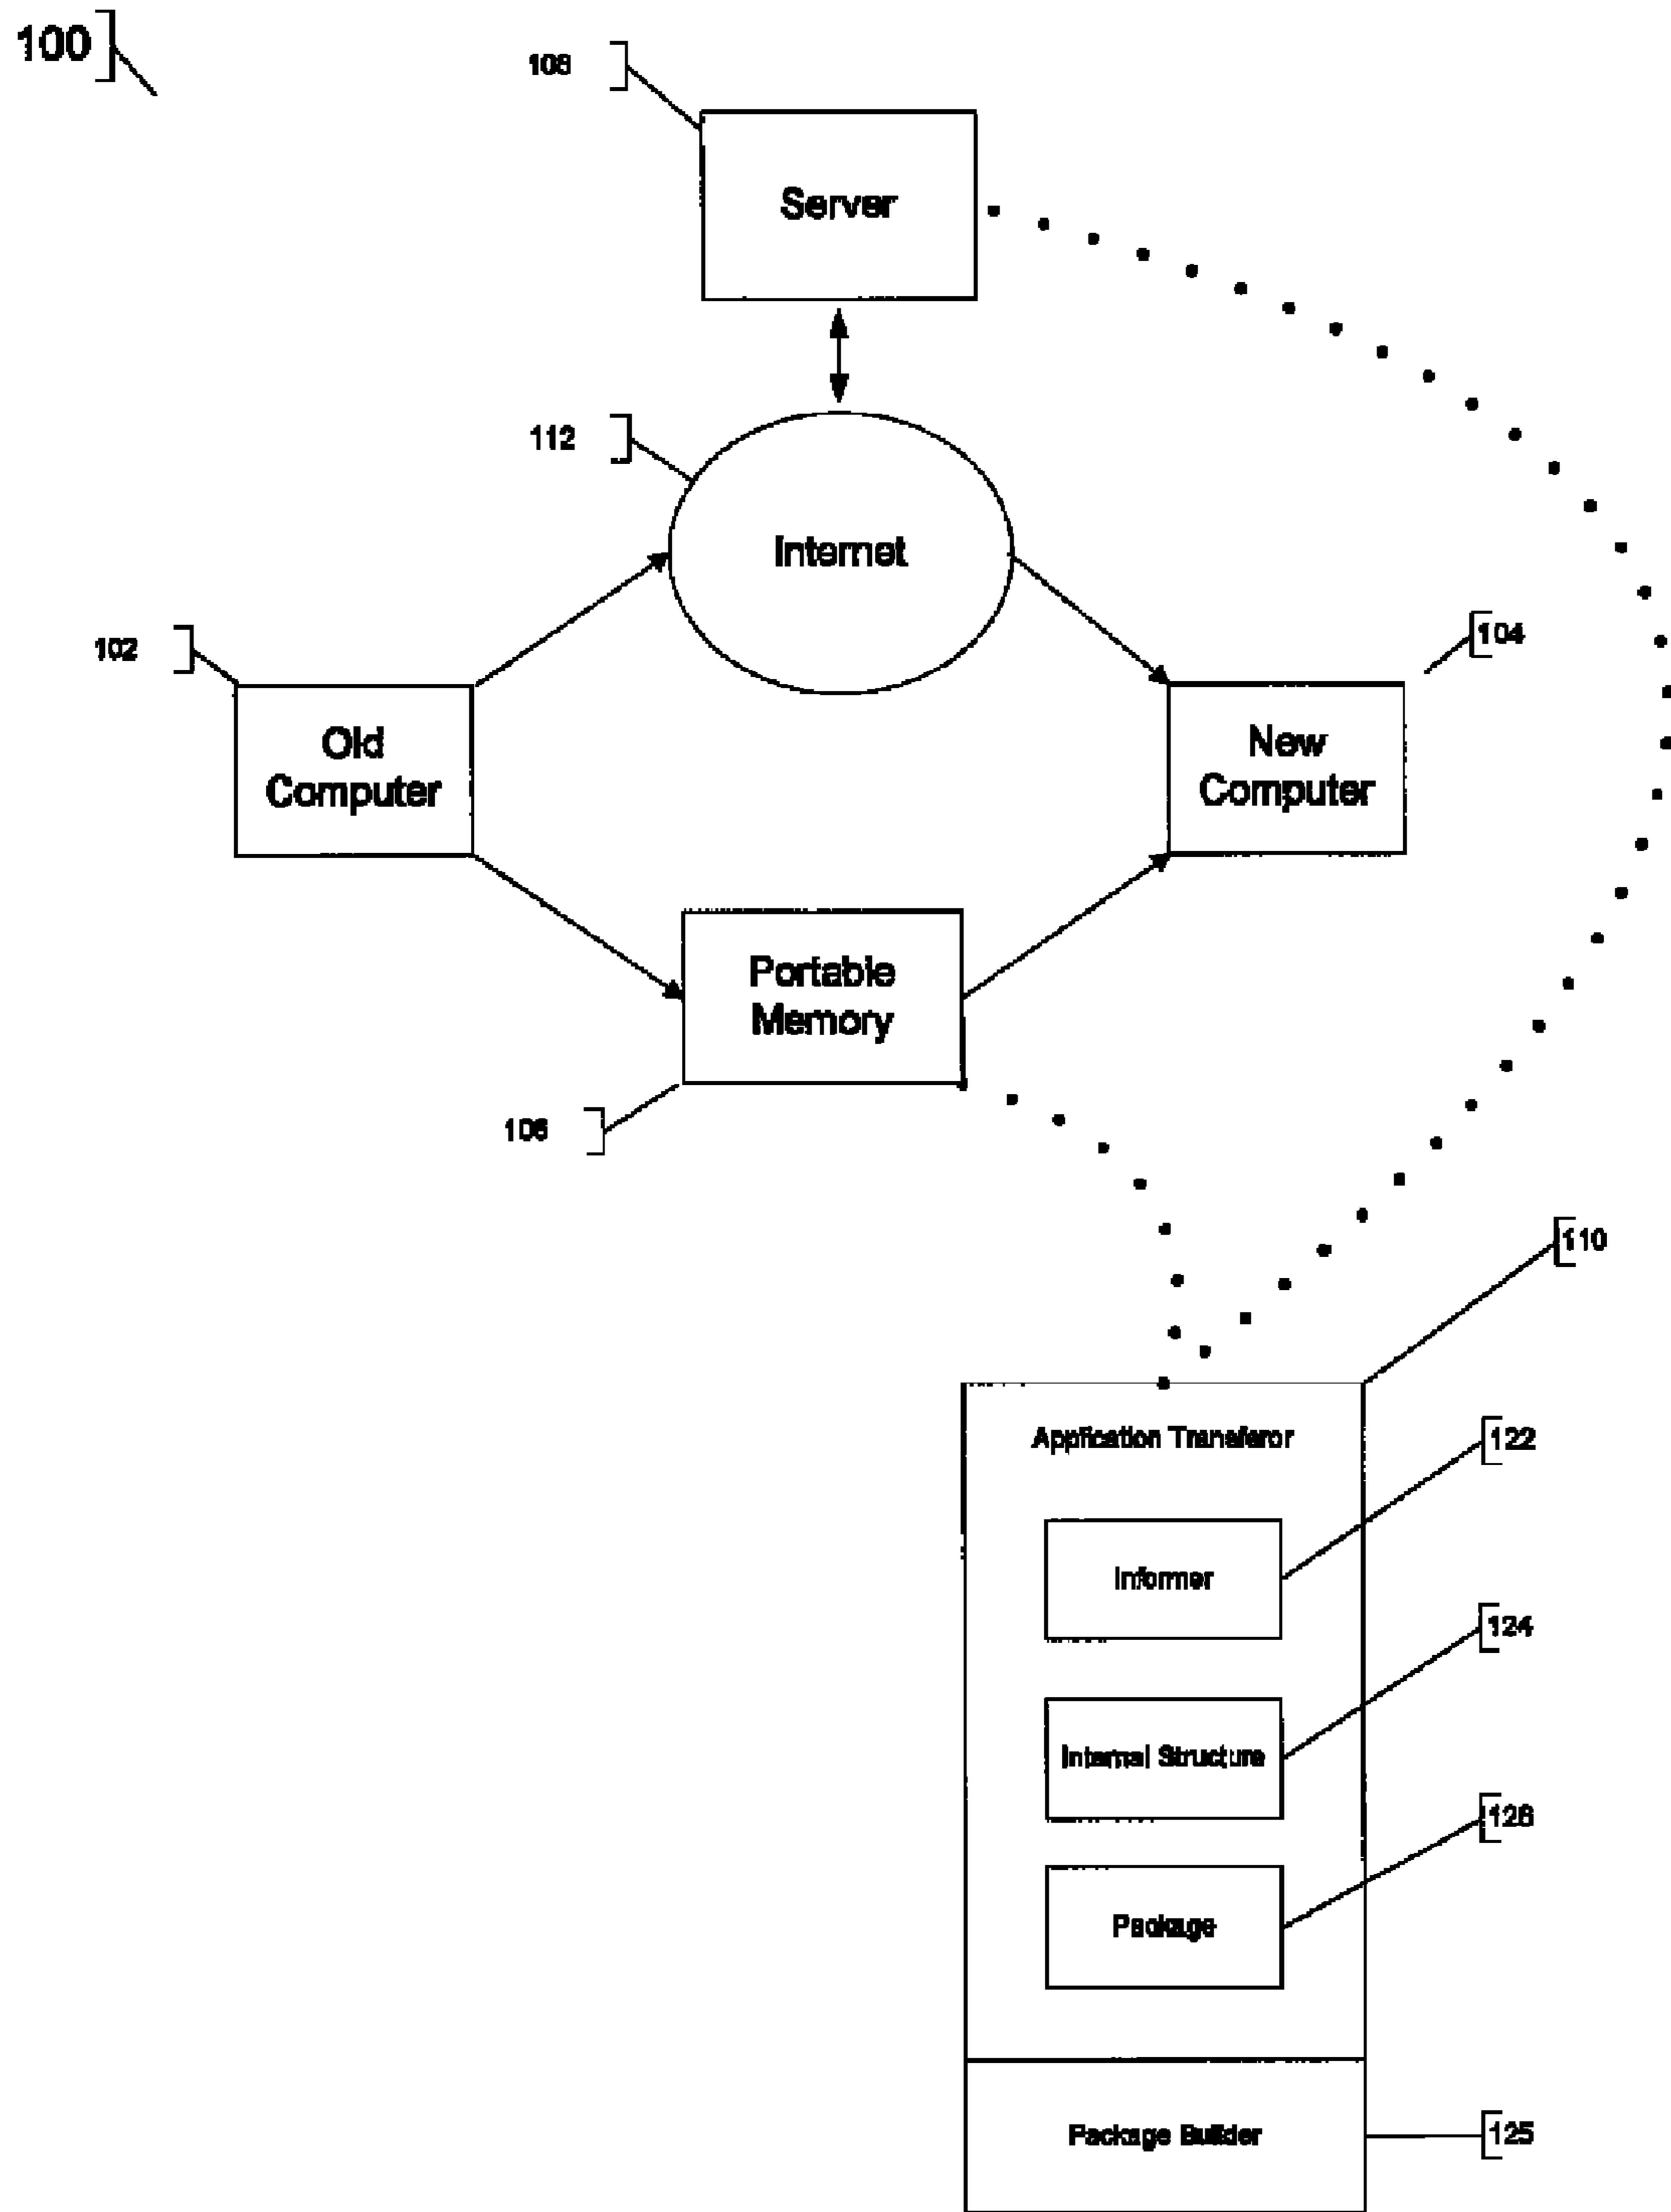 100
108
Server
112
Internet
102
104
Old
Computer
New
Computer
Portable
Memory
106
110
Application Transferor
122
Informer
124
Internal Structure
126
Package
Package Builder
125